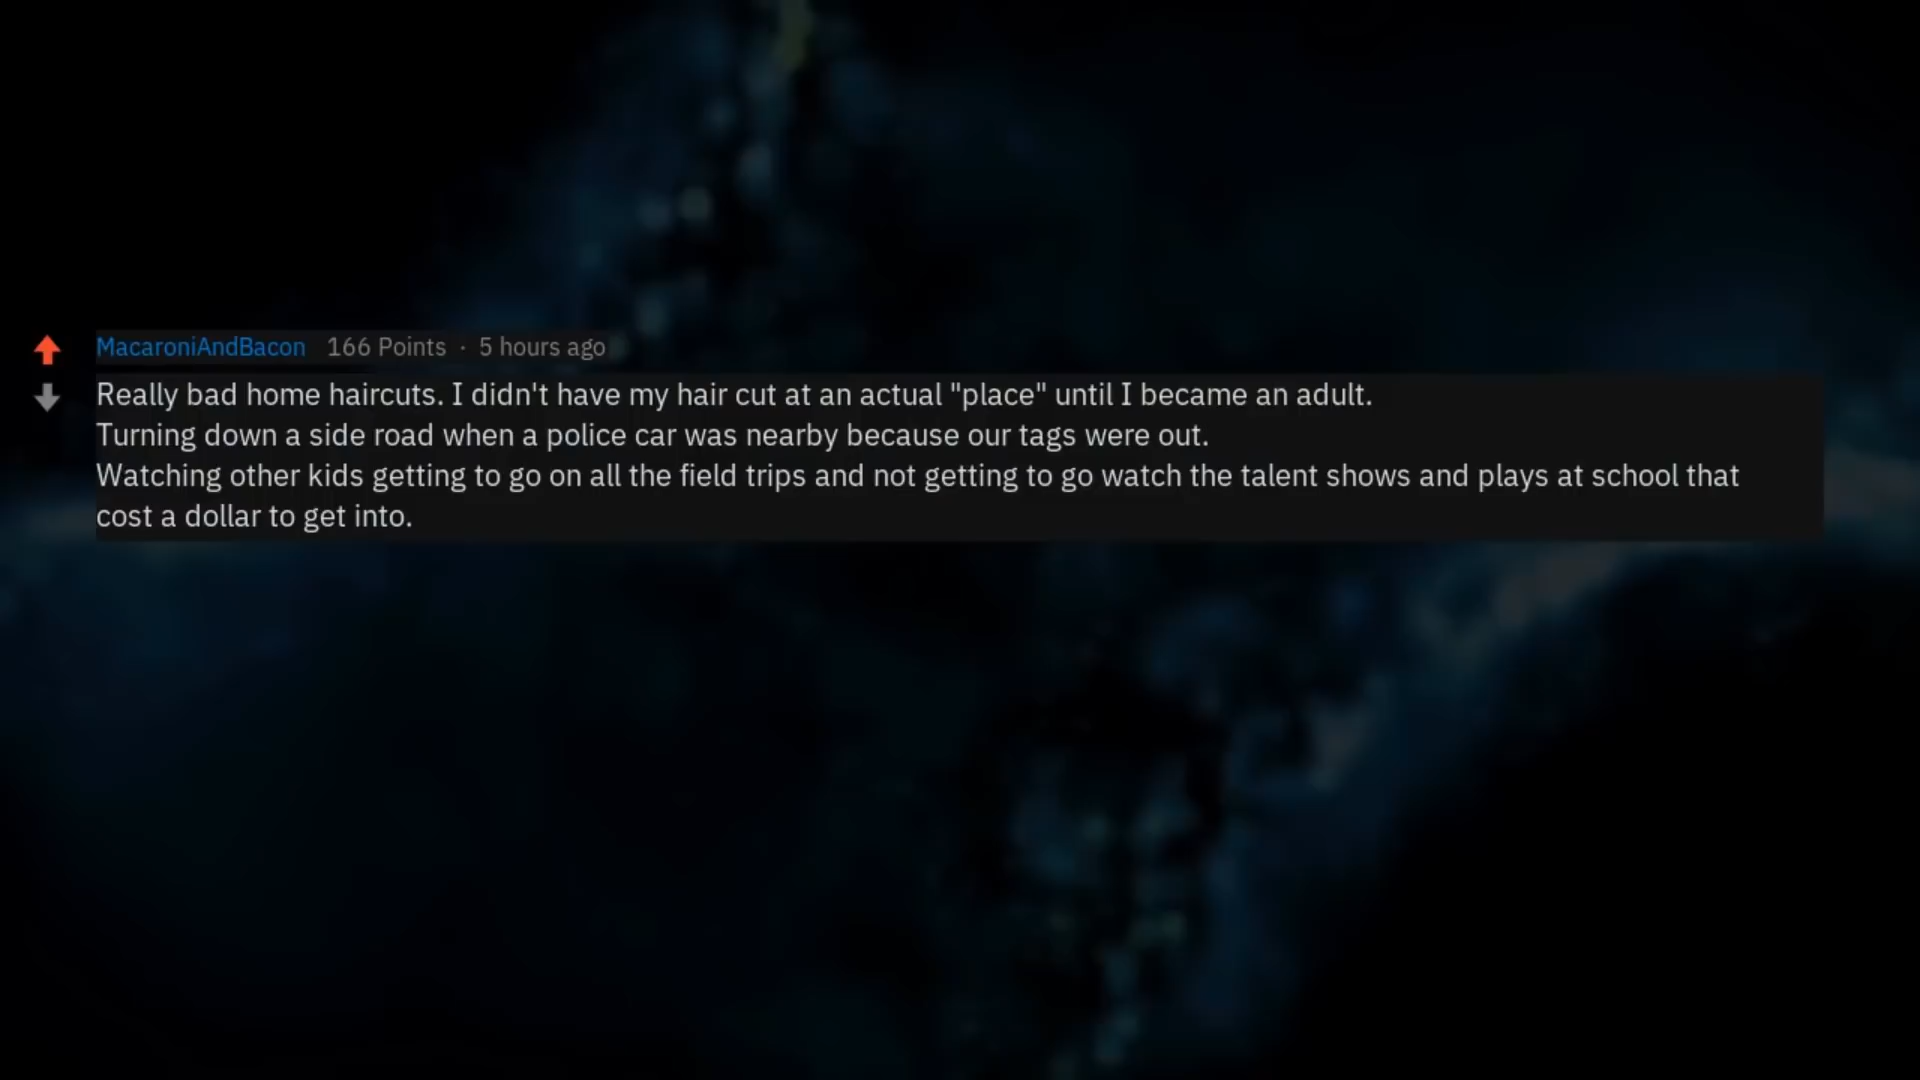 MacaroniAndBacon 166 Points · 5 hours ago
Really bad home haircuts. I didn't have my hair cut at an actual "place" until I became an adult.
Turning down a side road when a police car was nearby because our tags were out.
Watching other kids getting to go on all the field trips and not getting to go watch the talent shows and plays at school that
cost a dollar to get into.